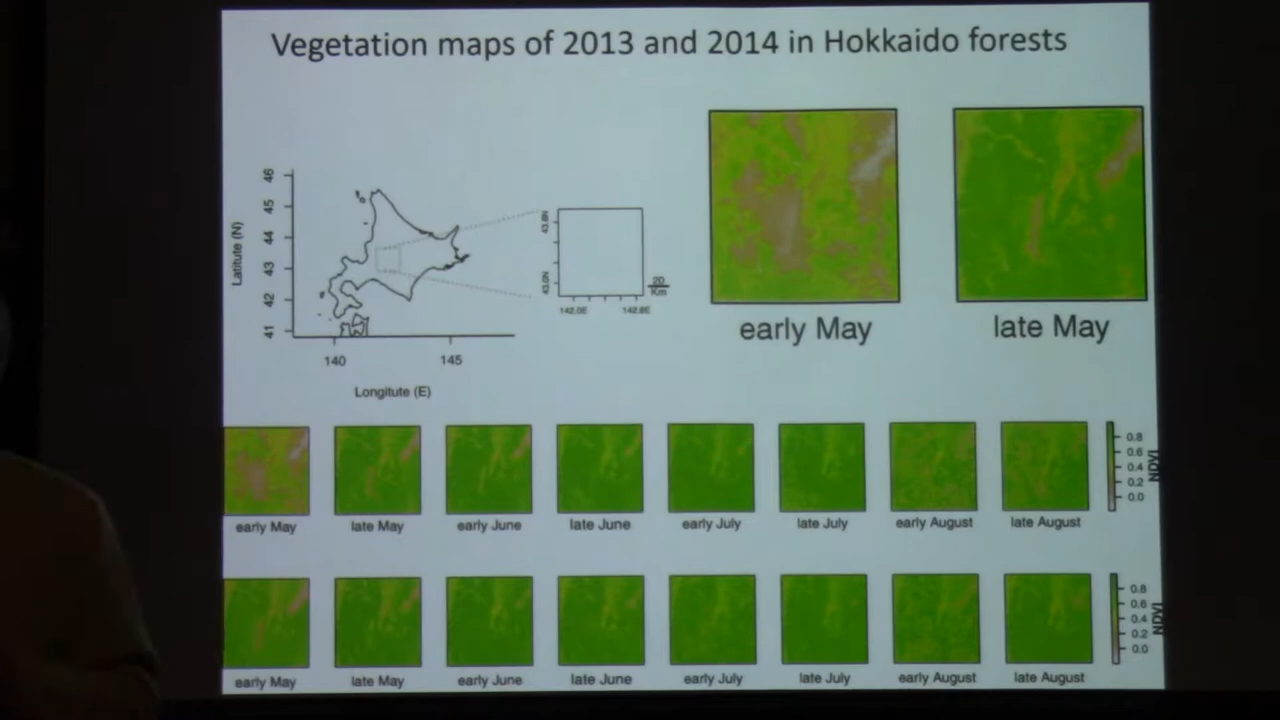 Vegetation maps of 2013 and 2014 in Hokkaido forests
46
45
44
43
42
41
Latitute (N)
140
145
Longitute (E)
43.8N
43.0N
142.0E
142.8E
20
Km
early May
late May
early May
late May
early June
late June
early July
late July
early August
late August
0.8
0.6
0.4
0.2
0.0
NDVI
early May
late May
early June
late June
early July
late July
early August
late August
0.8
0.6
0.4
0.2
0.0
NDVI